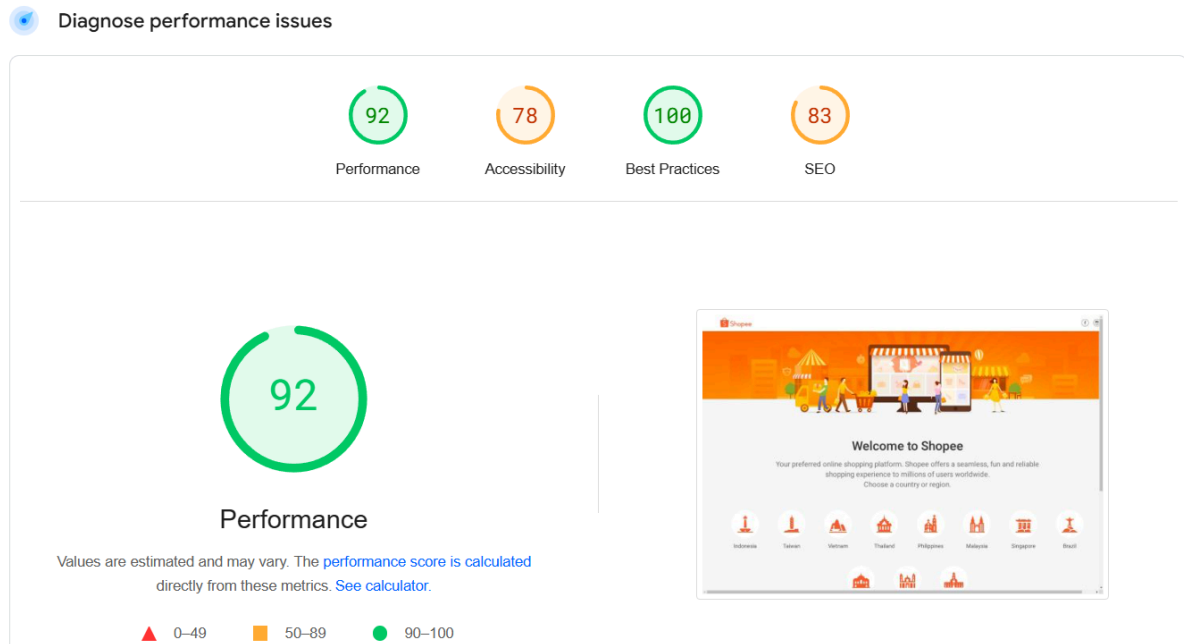 Diagnose performance issues
92
78
100
83
Performance
Accessibility
Best Practices
SEO
92
Performance
Values are estimated and may vary. The performance score is calculated
directly from these metrics. See calculator.
0–49
50–89
90–100
Shopee
Welcome to Shopee
Your preferred online shopping platform. Shopee offers a seamless, fun and reliable
shopping experience to millions of users worldwide.
Choose a country or region.
Indonesia
Taiwan
Vietnam
Thailand
Philippines
Malaysia
Singapore
Brazil